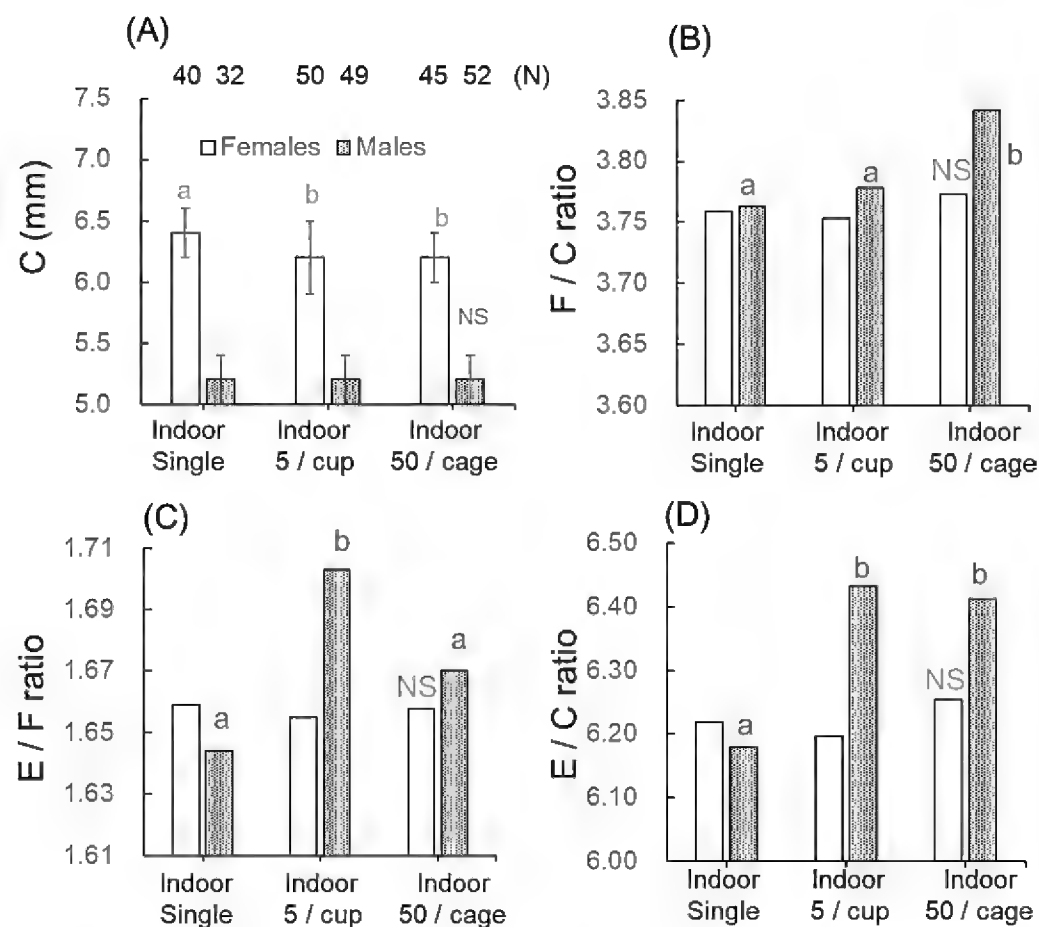 (A)
40 32 50 49 45 52 (N)
7.5
7.0
6.5
6.0
5.5
5.0
C (mm)
Females Males
a
b
b
NS
Indoor Indoor Indoor
Single 5 / cup 50 / cage
(B)
3.85
3.80
3.75
3.70
3.65
3.60
F / C ratio
a
a
NS
b
Indoor Indoor Indoor
Single 5 / cup 50 / cage
(C)
1.71
1.69
1.67
1.65
1.63
1.61
E / F ratio
a
b
NS
a
Indoor Indoor Indoor
Single 5 / cup 50 / cage
(D)
6.50
6.40
6.30
6.20
6.10
6.00
E / C ratio
a
b
NS
b
Indoor Indoor Indoor
Single 5 / cup 50 / cage